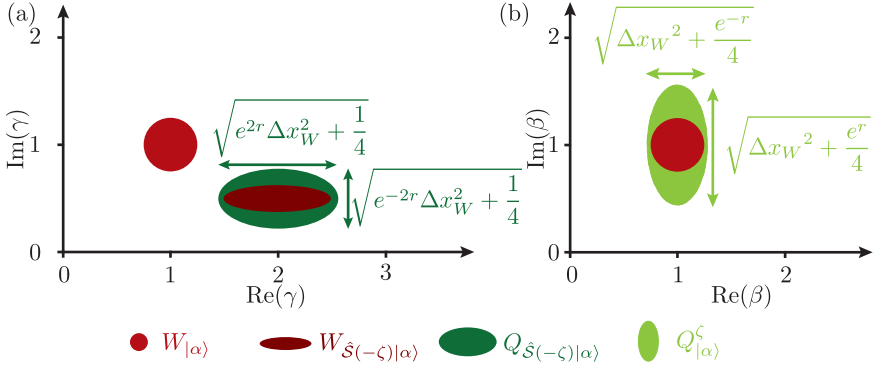 (a)
2
1
0
Im(γ)
√(e^{2r} Δx_W^2 + 1/4)
√(e^{-2r} Δx_W^2 + 1/4)
0 1 2 3
Re(γ)
(b)
2
1
0
Im(β)
√(Δx_W^2 + e^{-r}/4)
√(Δx_W^2 + e^r/4)
0 1 2
Re(β)
W_{|α⟩} W_{Ŝ(−ζ)|α⟩} Q_{Ŝ(−ζ)|α⟩} Q^ζ_{|α⟩}